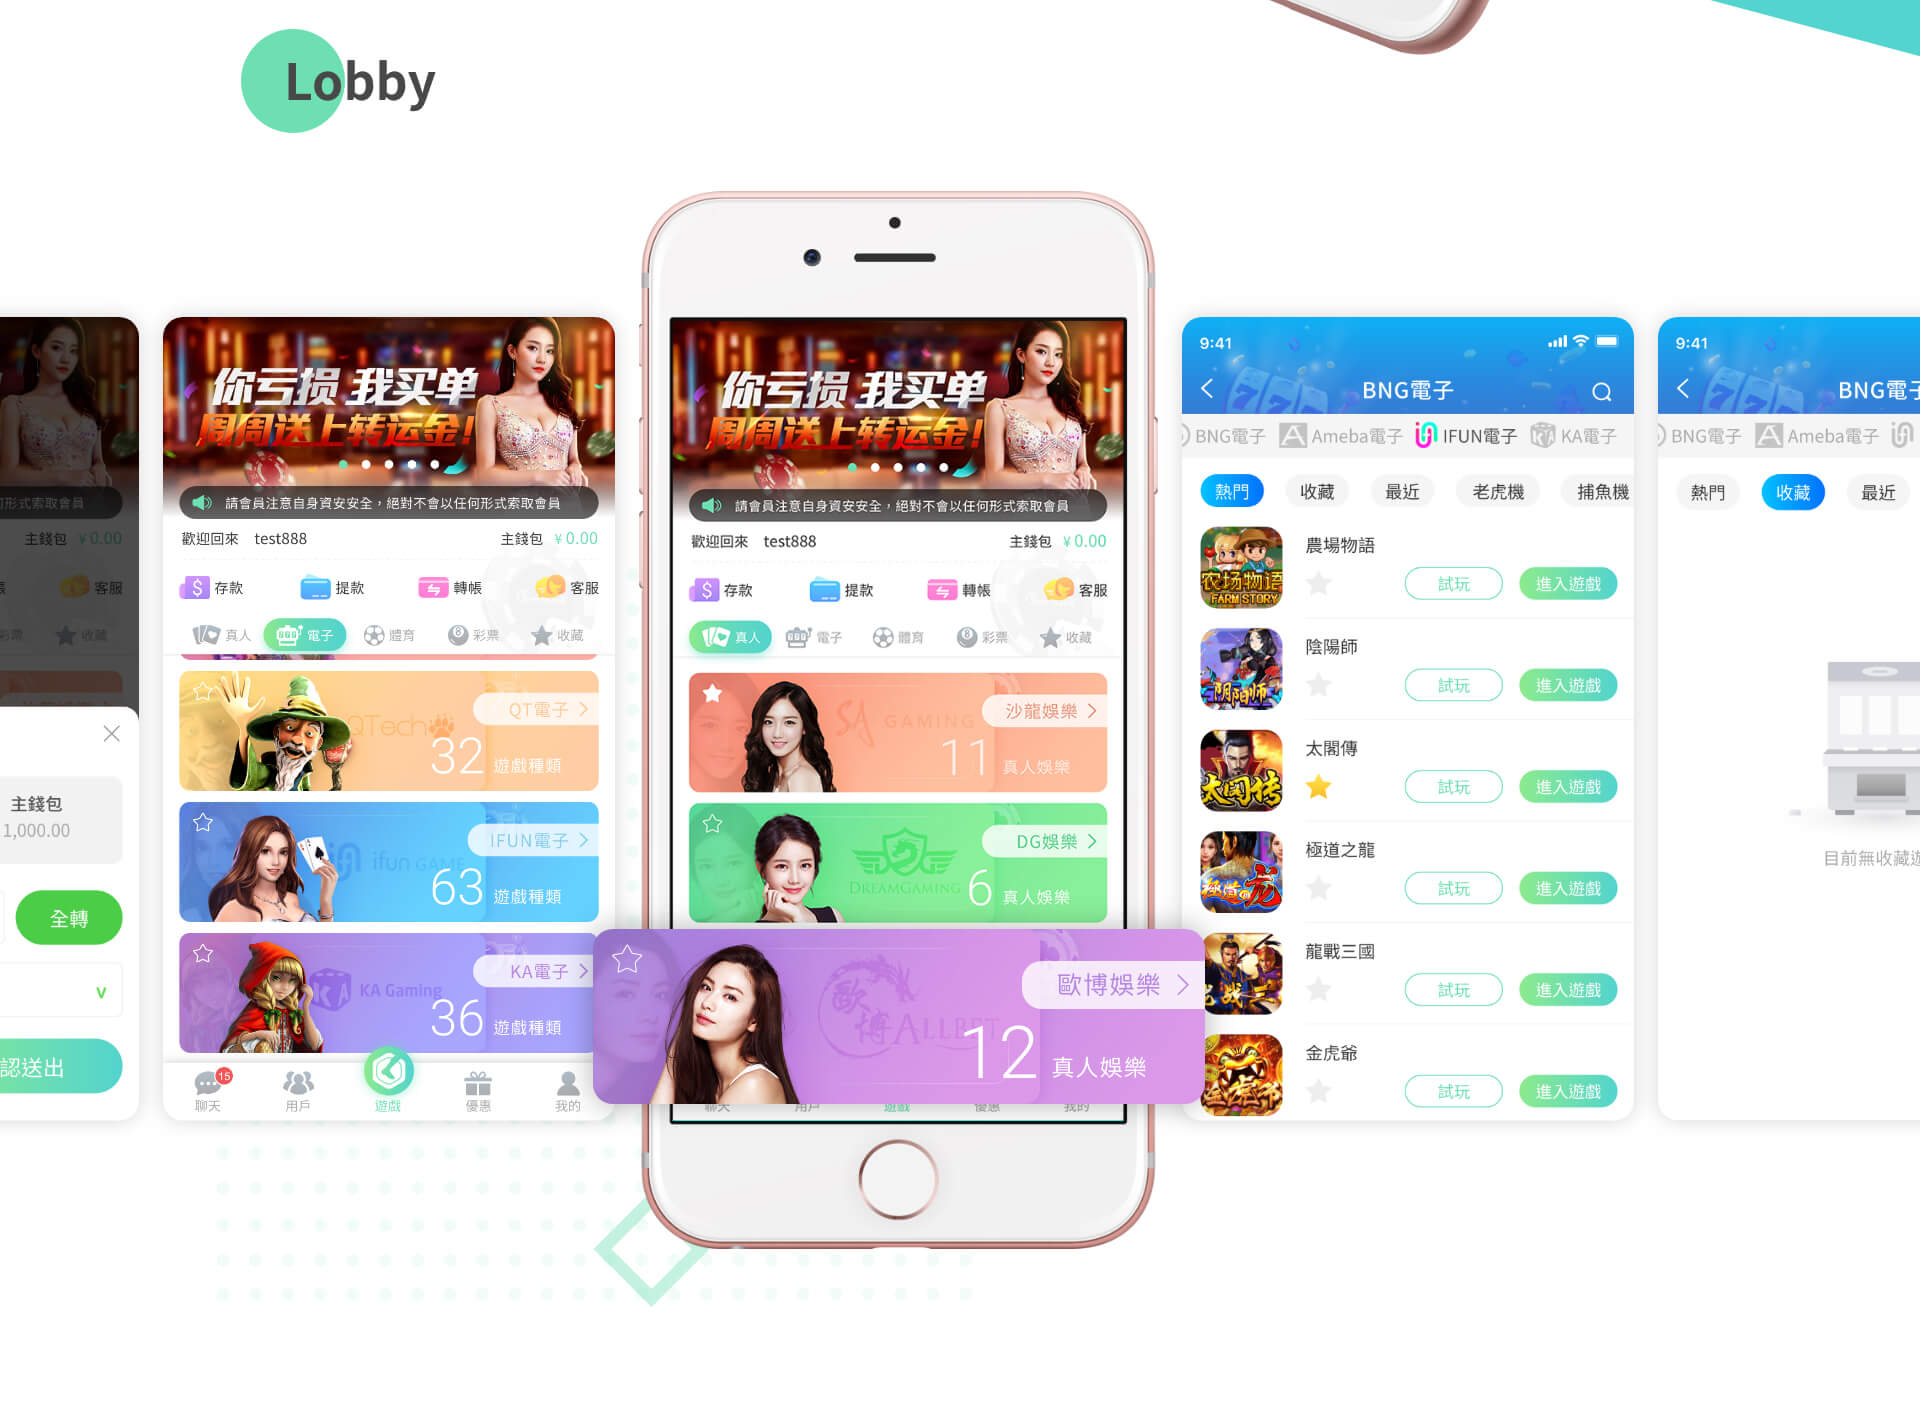 Lobby
形式索取會員
主錢包 ¥ 0.00
客服
彩票 收藏
主錢包
1,000.00
全轉
認送出
你亏损 我买单
周周送上转运金!
請會員注意自身資安安全，絕對不會以任何形式索取會員
歡迎回來 test888
主錢包 ¥ 0.00
存款 提款 轉帳 客服
真人 電子 體育 彩票 收藏
QTech
QT電子
32 遊戲種類
ifun GAME
IFUN電子
63 遊戲種類
KA Gaming
KA電子
36 遊戲種類
15
聊天 用戶 遊戲 優惠 我的
你亏损 我买单
周周送上转运金!
請會員注意自身資安安全，絕對不會以任何形式索取會員
歡迎回來 test888
主錢包 ¥ 0.00
存款 提款 轉帳 客服
真人 電子 體育 彩票 收藏
SA GAMING
沙龍娛樂
11 真人娛樂
DREAMGAMING
DG娛樂
6 真人娛樂
歐博 ALLBET
歐博娛樂
12 真人娛樂
聊天 用戶 遊戲 優惠 我的
9:41
BNG電子
BNG電子 Ameba電子 IFUN電子 KA電子
熱門 收藏 最近 老虎機 捕魚機
农场物语
FARM STORY
農場物語
試玩 進入遊戲
阴阳师
陰陽師
試玩 進入遊戲
太閣傳
試玩 進入遊戲
極道之龍
試玩 進入遊戲
龍戰三國
試玩 進入遊戲
金虎爺
試玩 進入遊戲
9:41
BNG電子
BNG電子 Ameba電子
熱門 收藏 最近
目前無收藏遊